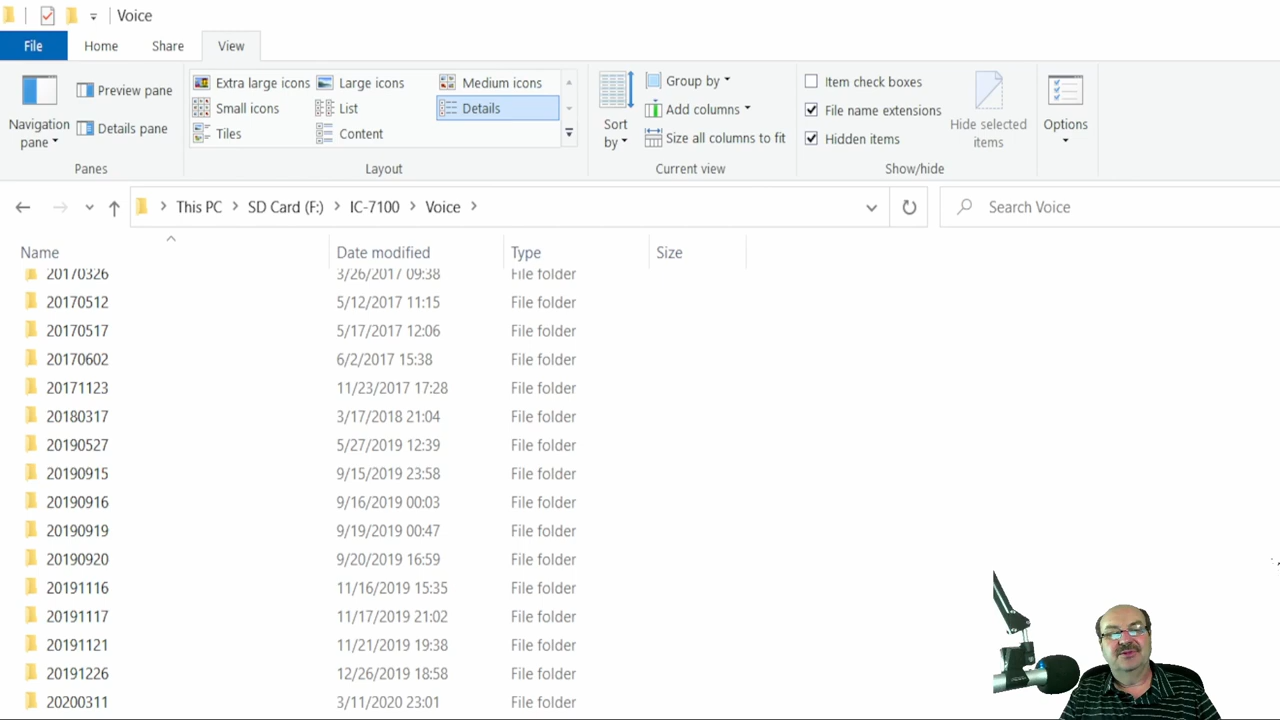 Voice
File Home Share View
Navigation pane
Preview pane
Details pane
Panes
Extra large icons Large icons Medium icons
Small icons List Details
Tiles Content
Layout
Sort by
Group by
Add columns
Size all columns to fit
Current view
Item check boxes
File name extensions
Hidden items
Hide selected items
Show/hide
Options
This PC SD Card (F:) IC-7100 Voice
Search Voice
Name Date modified Type Size
20170326 3/26/2017 09:38 File folder
20170512 5/12/2017 11:15 File folder
20170517 5/17/2017 12:06 File folder
20170602 6/2/2017 15:38 File folder
20171123 11/23/2017 17:28 File folder
20180317 3/17/2018 21:04 File folder
20190527 5/27/2019 12:39 File folder
20190915 9/15/2019 23:58 File folder
20190916 9/16/2019 00:03 File folder
20190919 9/19/2019 00:47 File folder
20190920 9/20/2019 16:59 File folder
20191116 11/16/2019 15:35 File folder
20191117 11/17/2019 21:02 File folder
20191121 11/21/2019 File folder
20191226 12/26/2019 18:58 File folder
20200311 File folder